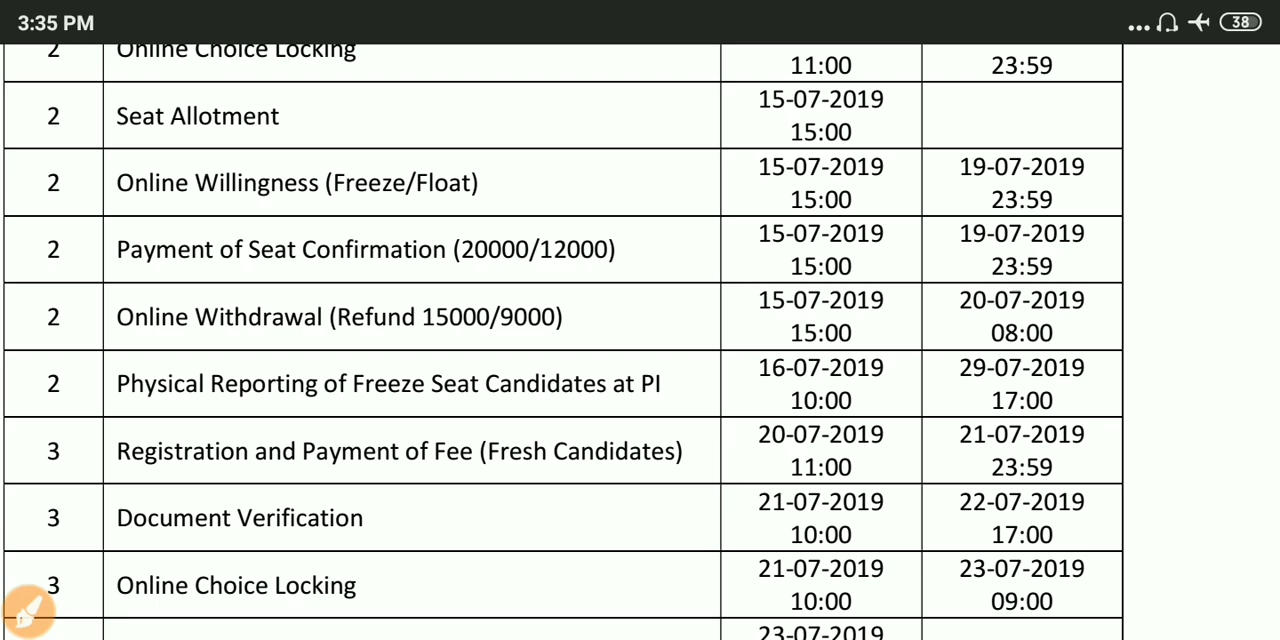 3:35 PM
38
2 Online Choice Locking 11:00 23:59
2 Seat Allotment 15-07-2019 15:00
2 Online Willingness (Freeze/Float) 15-07-2019 15:00 19-07-2019 23:59
2 Payment of Seat Confirmation (20000/12000) 15-07-2019 15:00 19-07-2019 23:59
2 Online Withdrawal (Refund 15000/9000) 15-07-2019 15:00 20-07-2019 08:00
2 Physical Reporting of Freeze Seat Candidates at PI 16-07-2019 10:00 29-07-2019 17:00
3 Registration and Payment of Fee (Fresh Candidates) 20-07-2019 11:00 21-07-2019 23:59
3 Document Verification 21-07-2019 10:00 22-07-2019 17:00
3 Online Choice Locking 21-07-2019 10:00 23-07-2019 09:00
23-07-2019